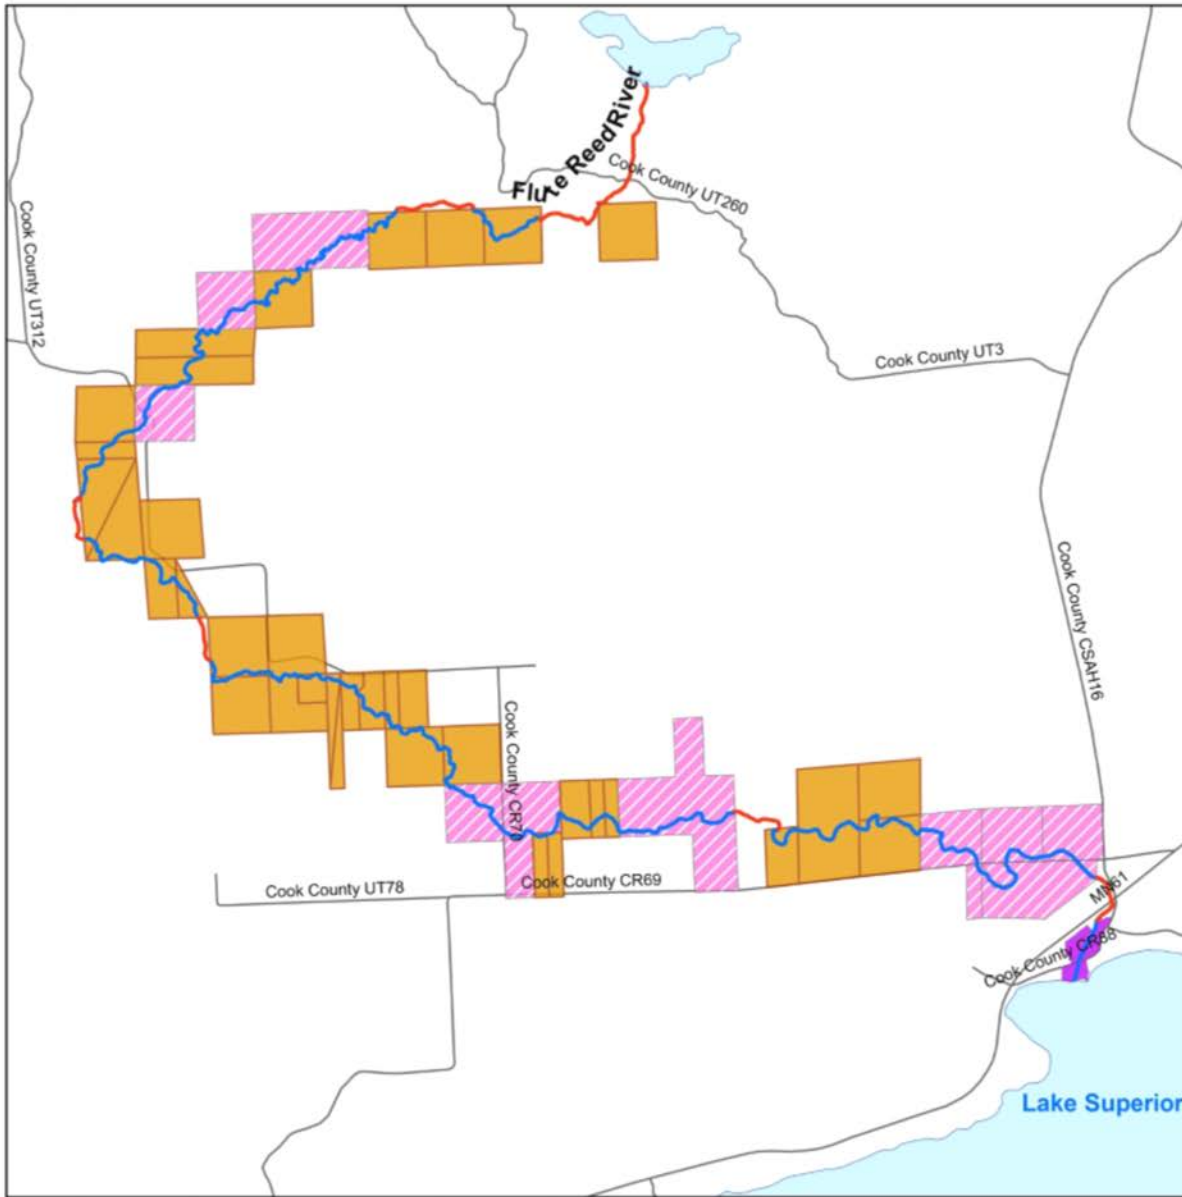 Flute Reed River
Cook County UT260
Cook County UT312
Cook County UT3
Cook County CSAH16
Cook County CR70
Cook County UT78
Cook County CR69
MN61
Cook County CR88
Lake Superior